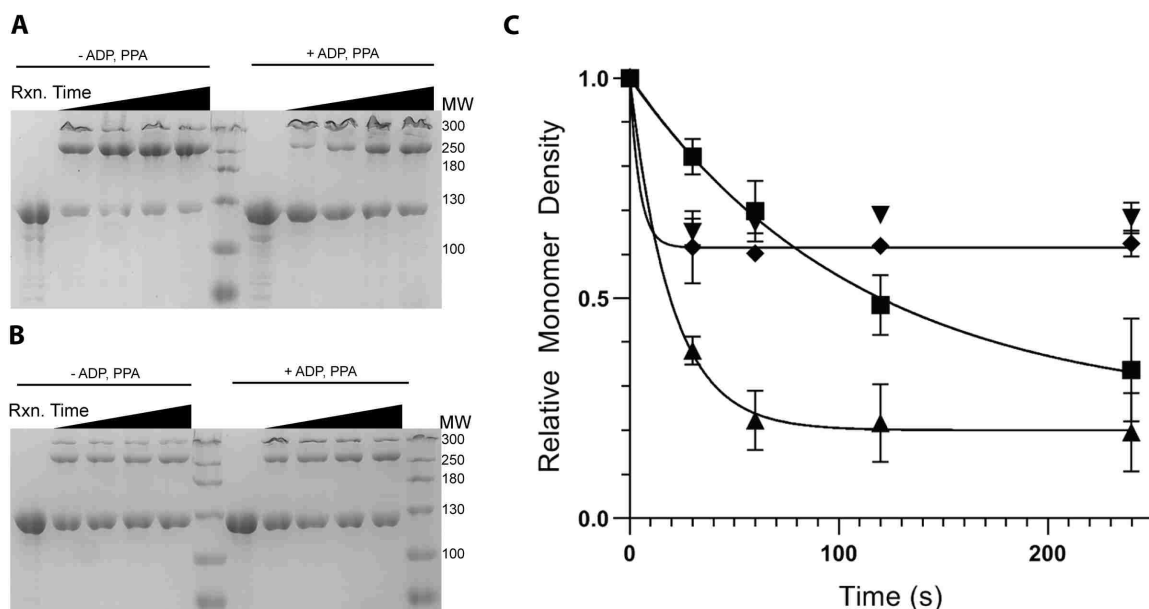 A
- ADP, PPA
+ ADP, PPA
Rxn. Time
MW
300
250
180
130
100
B
- ADP, PPA
+ ADP, PPA
Rxn. Time
MW
300
250
180
130
100
C
Relative Monomer Density
1.0
0.5
0.0
0
100
200
Time (s)